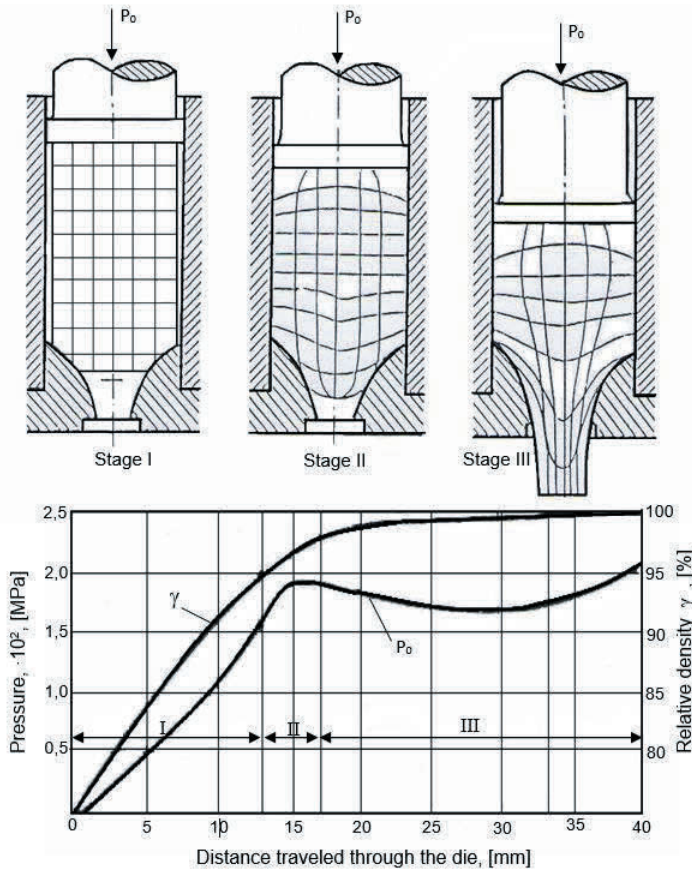 P₀ P₀ P₀
Stage I Stage II Stage III
2,5
2,0
1,5
1,0
0,5
Pressure, ·10², [MPa]
100
95
90
85
80
Relative density γ, [%]
γ
P₀
I II III
0 5 10 15 20 25 30 35 40
Distance traveled through the die, [mm]